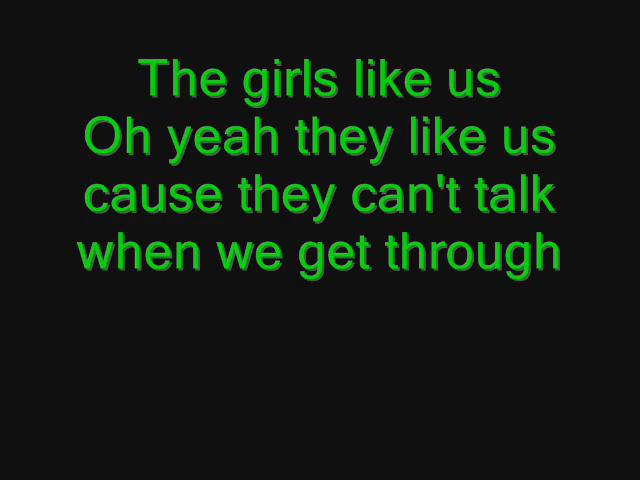 The girls like us
Oh yeah they like us
cause they can't talk
when we get through